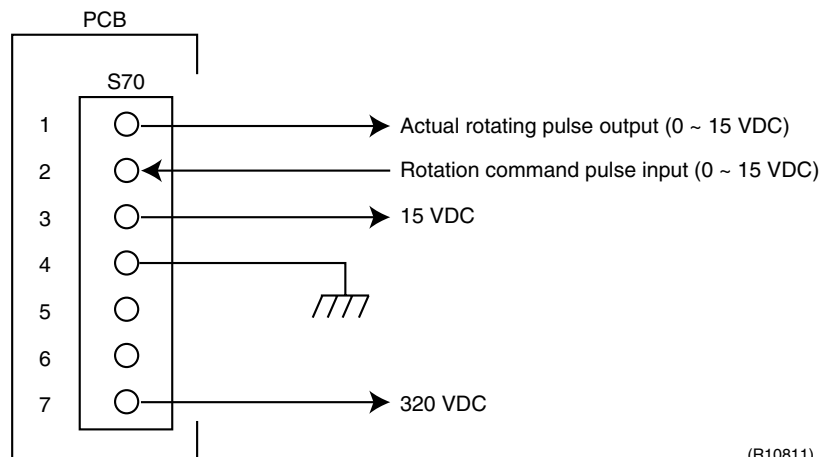 PCB
S70
1 Actual rotating pulse output (0 ~ 15 VDC)
2 Rotation command pulse input (0 ~ 15 VDC)
3 15 VDC
4
5
6
7 320 VDC
(R10811)